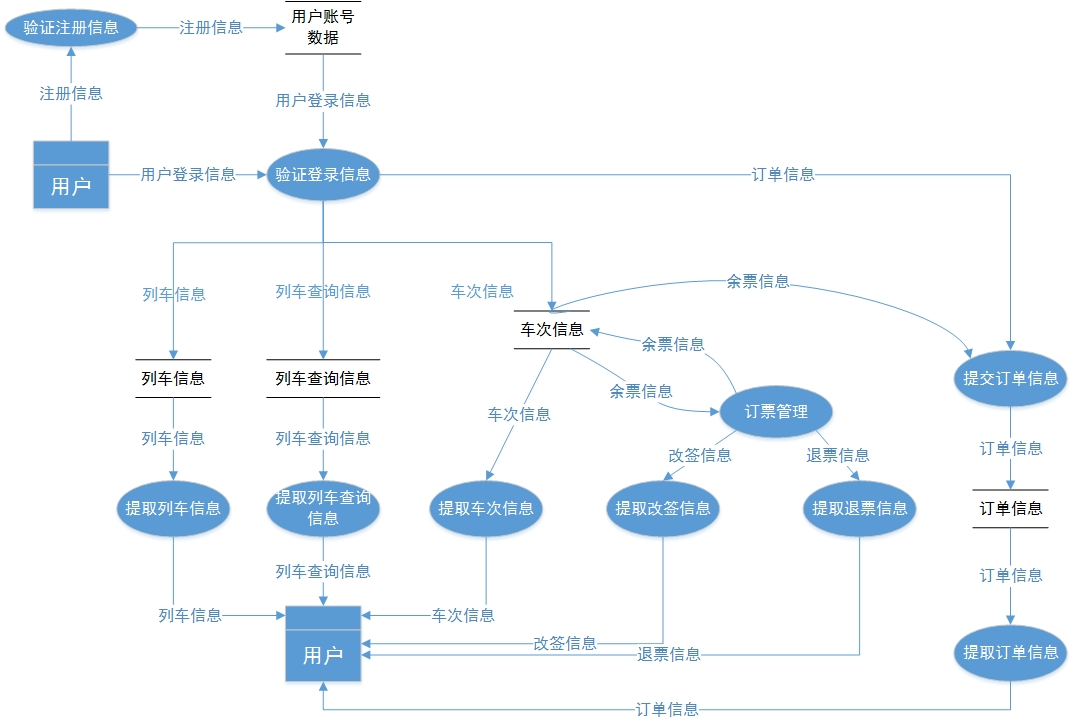 验证注册信息
注册信息
用户账号
数据
注册信息
用户登录信息
用户
用户登录信息
验证登录信息
订单信息
列车信息
列车查询信息
车次信息
余票信息
车次信息
余票信息
列车信息
列车查询信息
提交订单信息
余票信息
车次信息
订票管理
列车信息
列车查询信息
改签信息
退票信息
订单信息
提取列车信息
提取列车查询
信息
提取车次信息
提取改签信息
提取退票信息
订单信息
列车查询信息
订单信息
列车信息
车次信息
用户
改签信息
退票信息
提取订单信息
订单信息